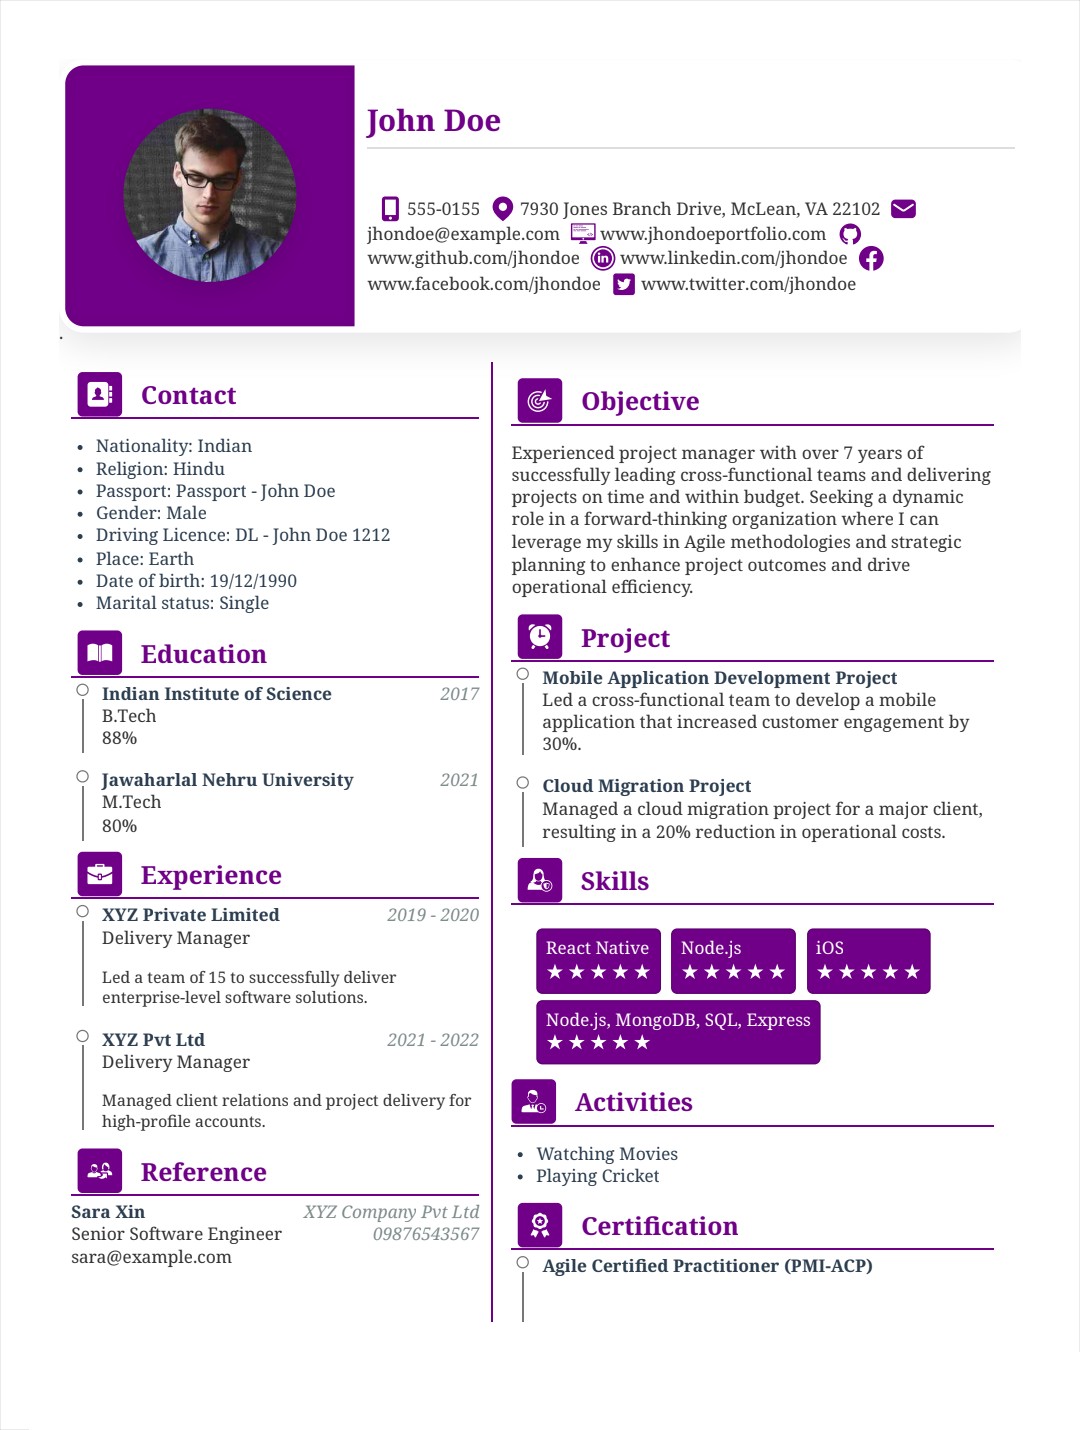 John Doe
555-0155 7930 Jones Branch Drive, McLean, VA 22102
jhondoe@example.com www.jhondoeportfolio.com
www.github.com/jhondoe www.linkedin.com/jhondoe
www.facebook.com/jhondoe www.twitter.com/jhondoe
.
Contact
• Nationality: Indian
• Religion: Hindu
• Passport: Passport - John Doe
• Gender: Male
• Driving Licence: DL - John Doe 1212
• Place: Earth
• Date of birth: 19/12/1990
• Marital status: Single
Education
Indian Institute of Science 2017
B.Tech
88%
Jawaharlal Nehru University 2021
M.Tech
80%
Experience
XYZ Private Limited 2019 - 2020
Delivery Manager
Led a team of 15 to successfully deliver
enterprise-level software solutions.
XYZ Pvt Ltd 2021 - 2022
Delivery Manager
Managed client relations and project delivery for
high-profile accounts.
Reference
Sara Xin XYZ Company Pvt Ltd
Senior Software Engineer 09876543567
sara@example.com
Objective
Experienced project manager with over 7 years of
successfully leading cross-functional teams and delivering
projects on time and within budget. Seeking a dynamic
role in a forward-thinking organization where I can
leverage my skills in Agile methodologies and strategic
planning to enhance project outcomes and drive
operational efficiency.
Project
Mobile Application Development Project
Led a cross-functional team to develop a mobile
application that increased customer engagement by
30%.
Cloud Migration Project
Managed a cloud migration project for a major client,
resulting in a 20% reduction in operational costs.
Skills
React Native Node.js iOS
★★★★★ ★★★★★ ★★★★★
Node.js, MongoDB, SQL, Express
★★★★★
Activities
• Watching Movies
• Playing Cricket
Certification
Agile Certified Practitioner (PMI-ACP)